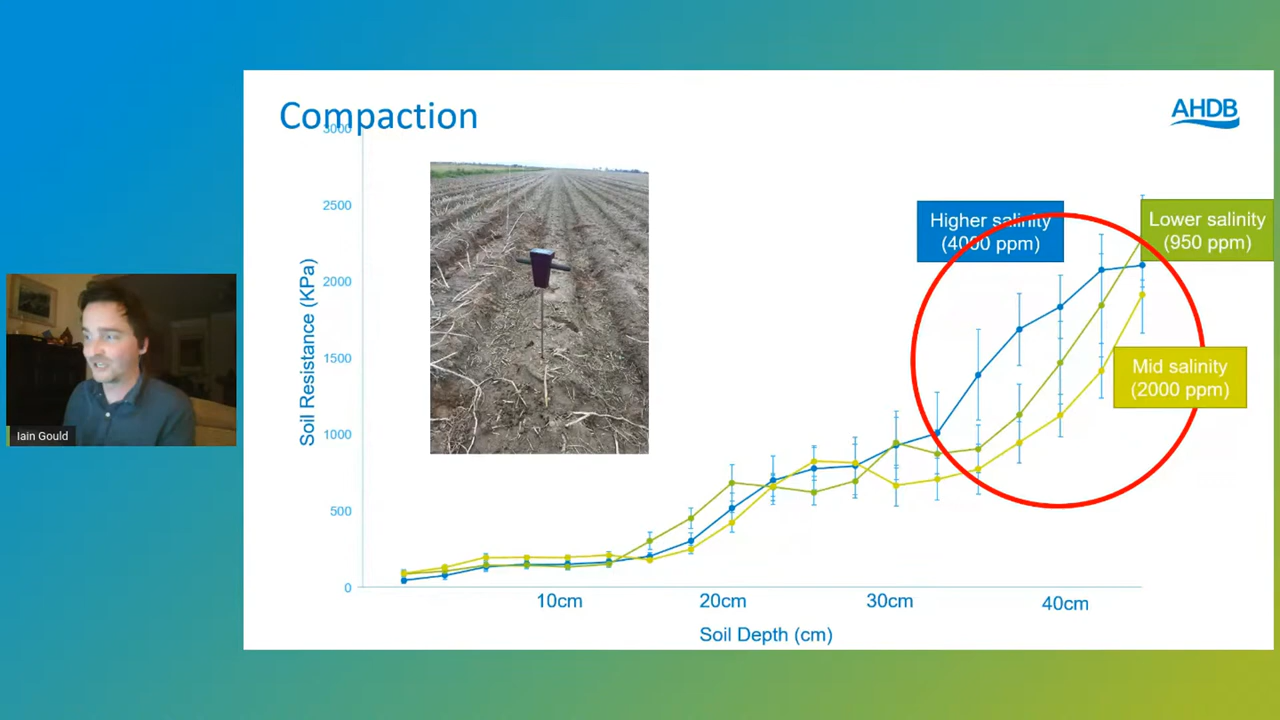 Compaction
AHDB
3000
2500
2000
1500
1000
500
0
Soil Resistance (KPa)
Higher salinity
(4000 ppm)
Lower salinity
(950 ppm)
Mid salinity
(2000 ppm)
10cm
20cm
30cm
40cm
Soil Depth (cm)
Iain Gould